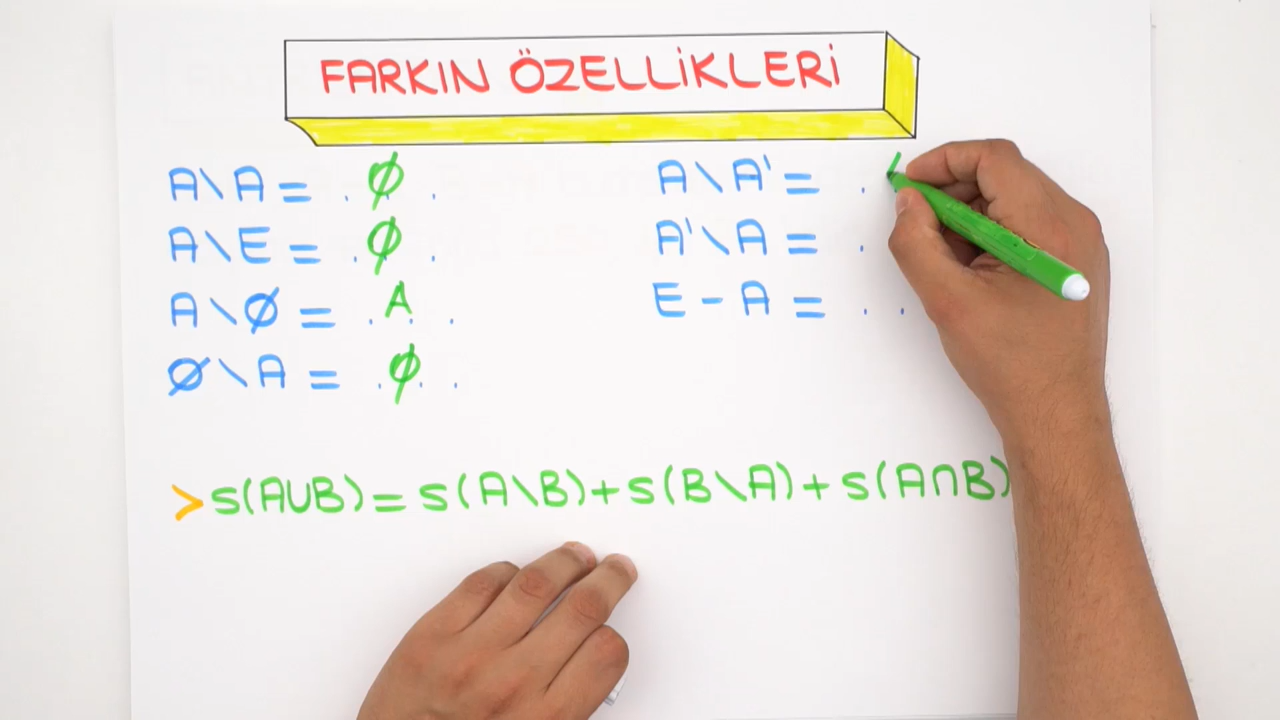 FARKIN ÖZELLİKLERİ
A\A = . ∅ .
A\E = . ∅ .
A\∅ = . A . .
∅\A = . ∅ . .
A\A' = .
A'\A = .
E - A = . .
> s(A∪B) = s(A\B) + s(B\A) + s(A∩B)